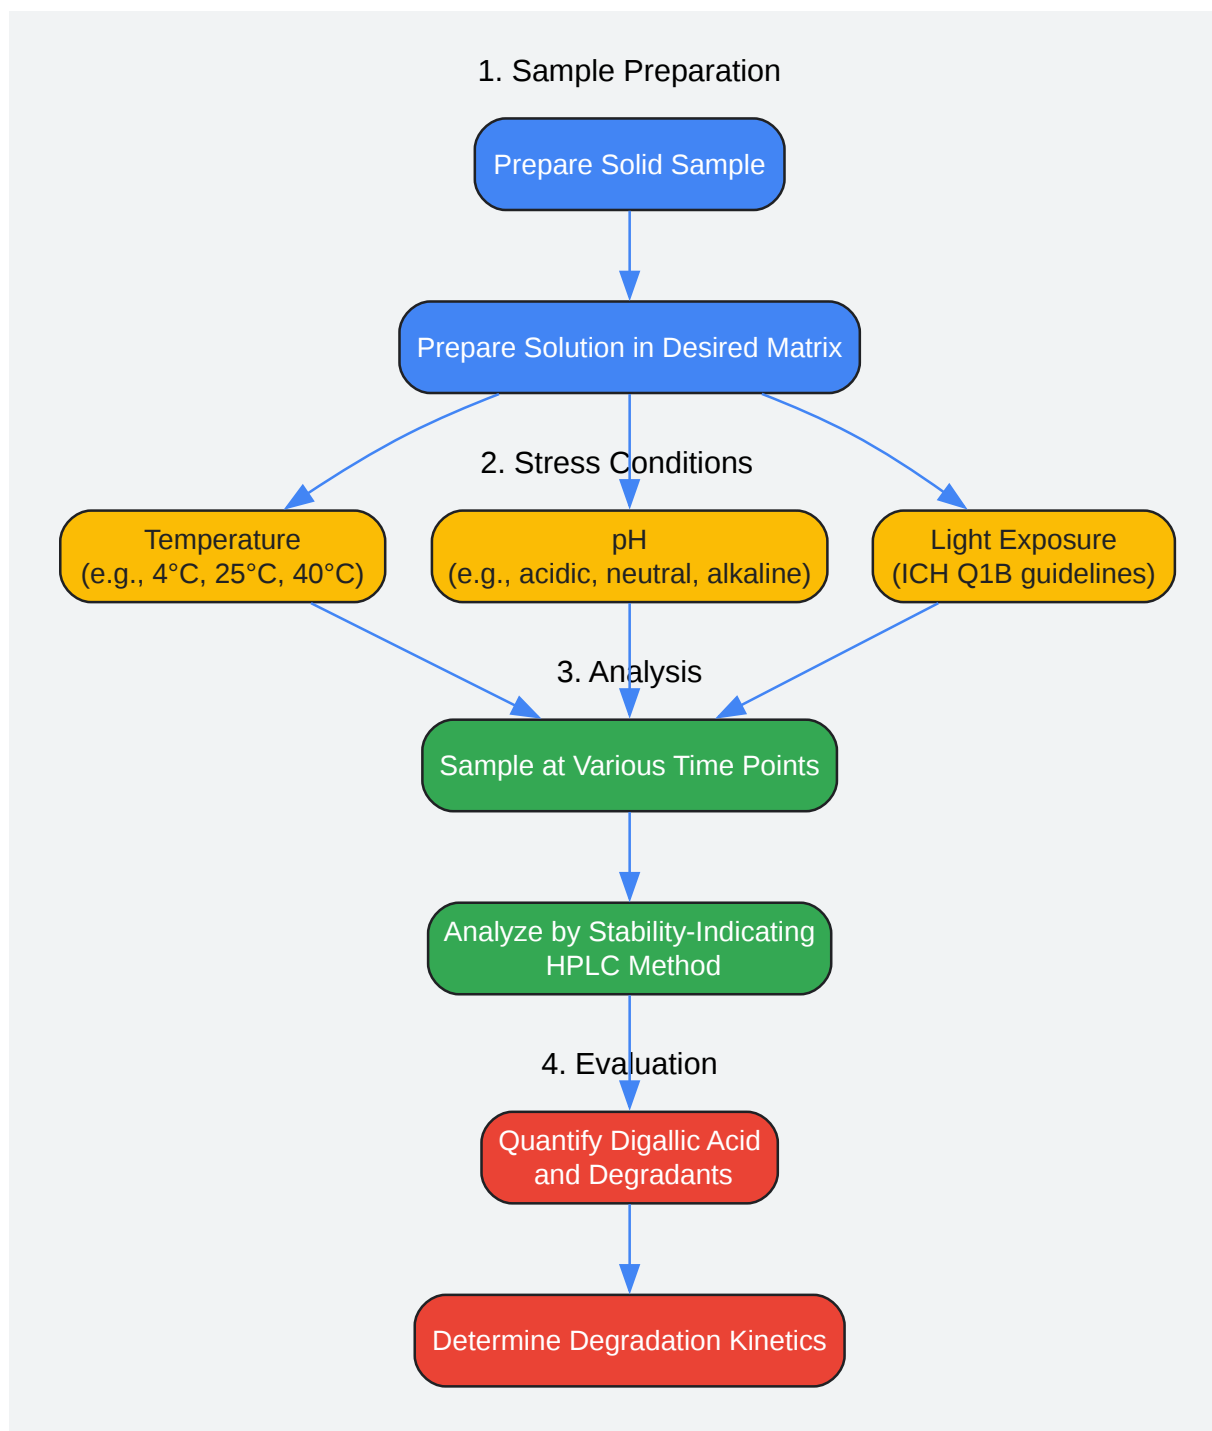 1. Sample Preparation
Prepare Solid Sample
Prepare Solution in Desired Matrix
2. Stress Conditions
Temperature
(e.g., 4°C, 25°C, 40°C)
pH
(e.g., acidic, neutral, alkaline)
Light Exposure
(ICH Q1B guidelines)
3. Analysis
Sample at Various Time Points
Analyze by Stability-Indicating
HPLC Method
4. Evaluation
Quantify Digallic Acid
and Degradants
Determine Degradation Kinetics